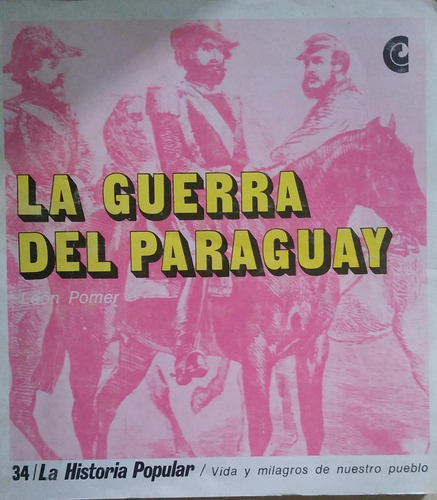 LA GUERRA
DEL PARAGUAY
León Pomer
34 / La Historia Popular / Vida y milagros de nuestro pueblo